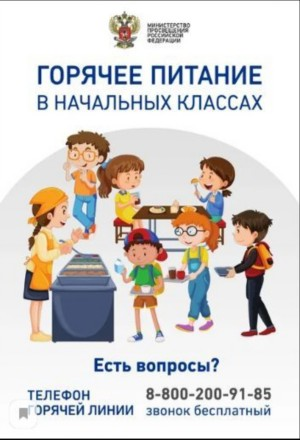 МИНИСТЕРСТВО
ПРОСВЕЩЕНИЯ
РОССИЙСКОЙ
ФЕДЕРАЦИИ
ГОРЯЧЕЕ ПИТАНИЕ
В НАЧАЛЬНЫХ КЛАССАХ
Есть вопросы?
ТЕЛЕФОН
ГОРЯЧЕЙ ЛИНИИ
8-800-200-91-85
звонок бесплатный